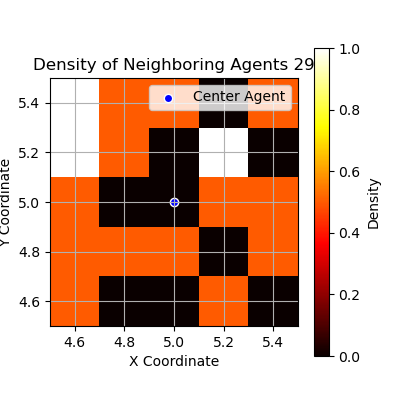 Density of Neighboring Agents 29
Center Agent
5.4
5.2
5.0
4.8
4.6
Y Coordinate
4.6 4.8 5.0 5.2 5.4
X Coordinate
1.0
0.8
0.6
0.4
0.2
0.0
Density